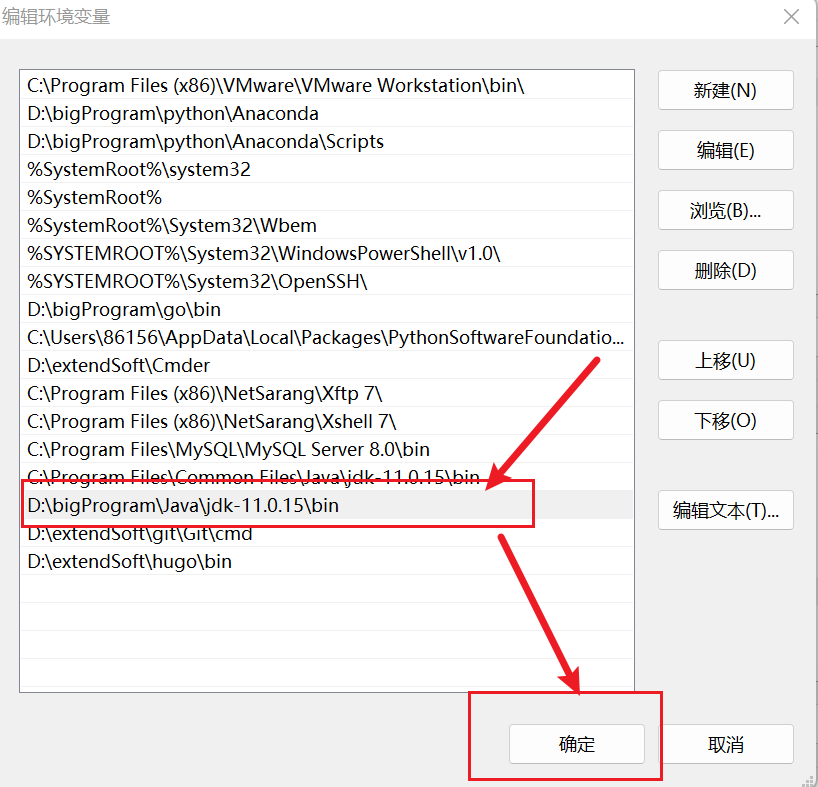 编辑环境变量
C:\Program Files (x86)\VMware\VMware Workstation\bin\
D:\bigProgram\python\Anaconda
D:\bigProgram\python\Anaconda\Scripts
%SystemRoot%\system32
%SystemRoot%
%SystemRoot%\System32\Wbem
%SYSTEMROOT%\System32\WindowsPowerShell\v1.0\
%SYSTEMROOT%\System32\OpenSSH\
D:\bigProgram\go\bin
C:\Users\86156\AppData\Local\Packages\PythonSoftwareFoundatio...
D:\extendSoft\Cmder
C:\Program Files (x86)\NetSarang\Xftp 7\
C:\Program Files (x86)\NetSarang\Xshell 7\
C:\Program Files\MySQL\MySQL Server 8.0\bin
C:\Program Files\Common Files\Java\jdk-11.0.15\bin
D:\bigProgram\Java\jdk-11.0.15\bin
D:\extendSoft\git\Git\cmd
D:\extendSoft\hugo\bin
新建(N)
编辑(E)
浏览(B)...
删除(D)
上移(U)
下移(O)
编辑文本(T)...
确定
取消